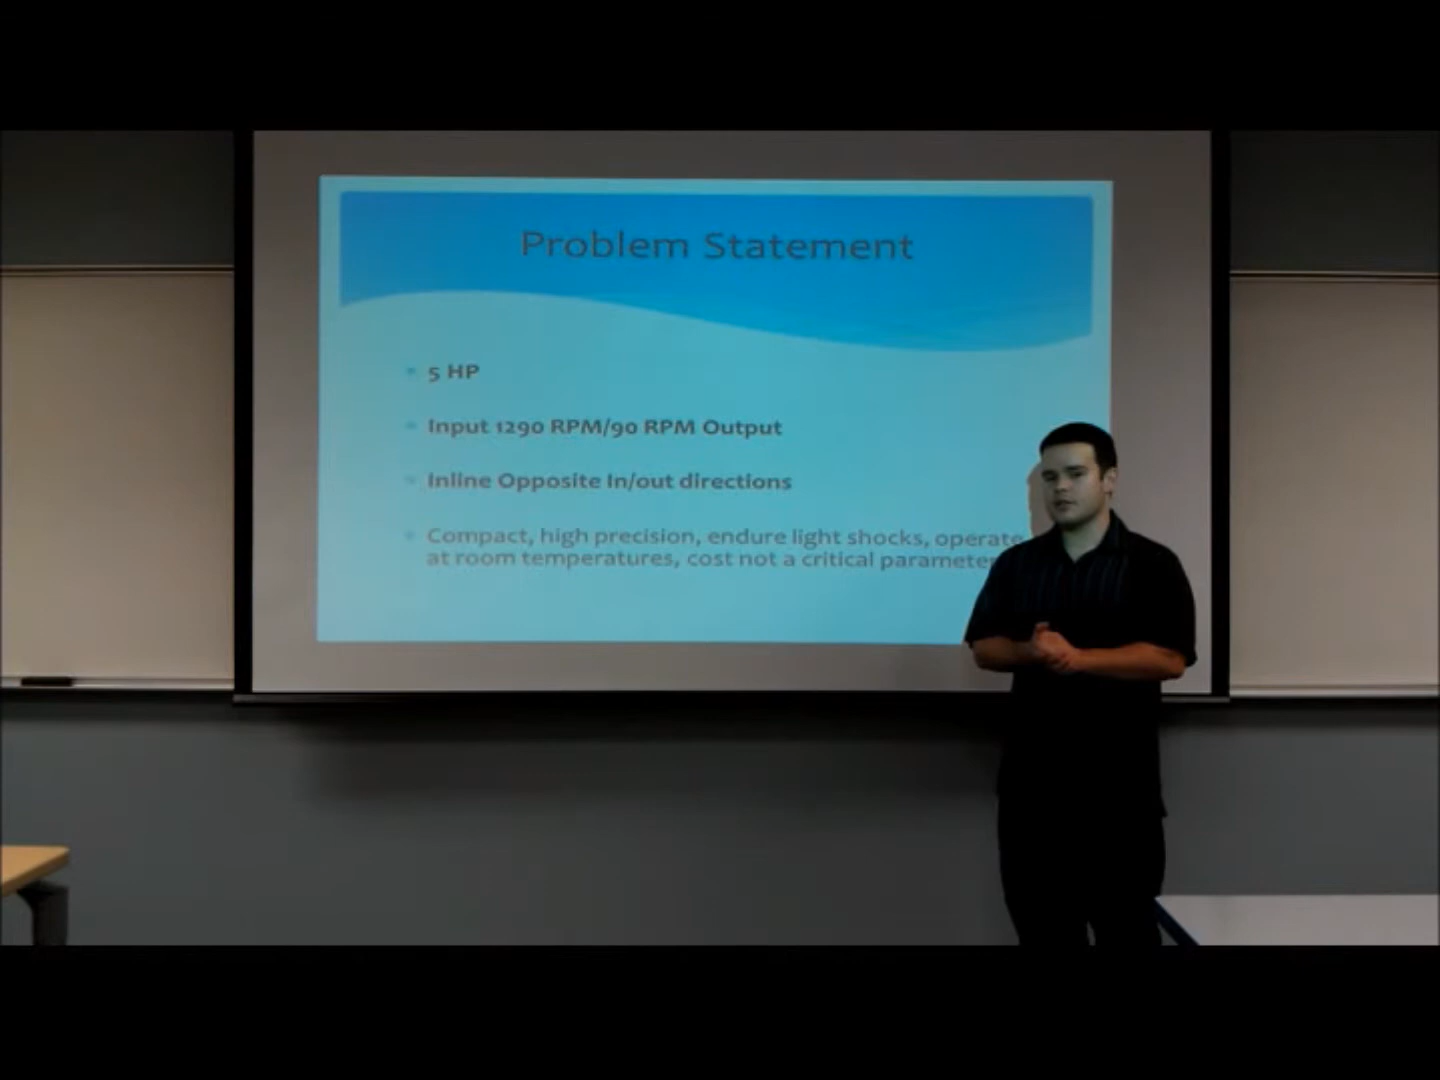 Problem Statement
5 HP
Input 1290 RPM/90 RPM Output
Inline Opposite In/out directions
Compact, high precision, endure light shocks, operate
at room temperatures, cost not a critical parameter